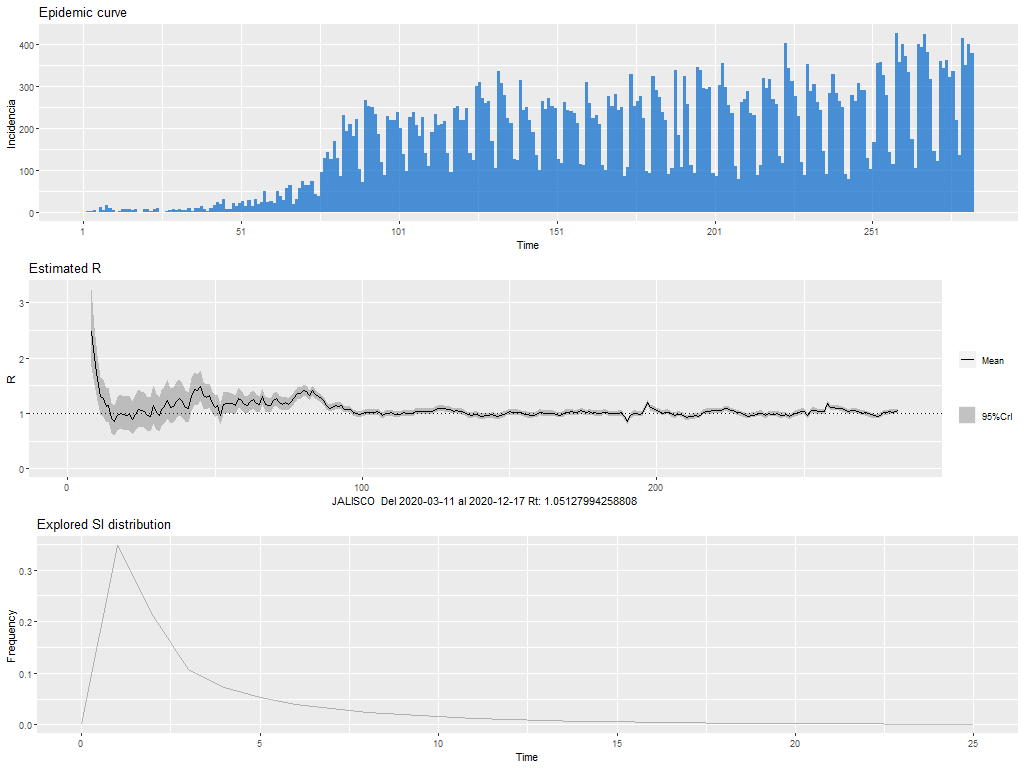 Epidemic curve
400
300
200
100
0
Incidencia
1
51
101
151
201
251
Time
Estimated R
3
2
1
0
R
Mean
95%CrI
0
100
200
JALISCO Del 2020-03-11 al 2020-12-17 Rt: 1.05127994258808
Explored SI distribution
0.3
0.2
0.1
0.0
Frequency
0
5
10
15
20
25
Time